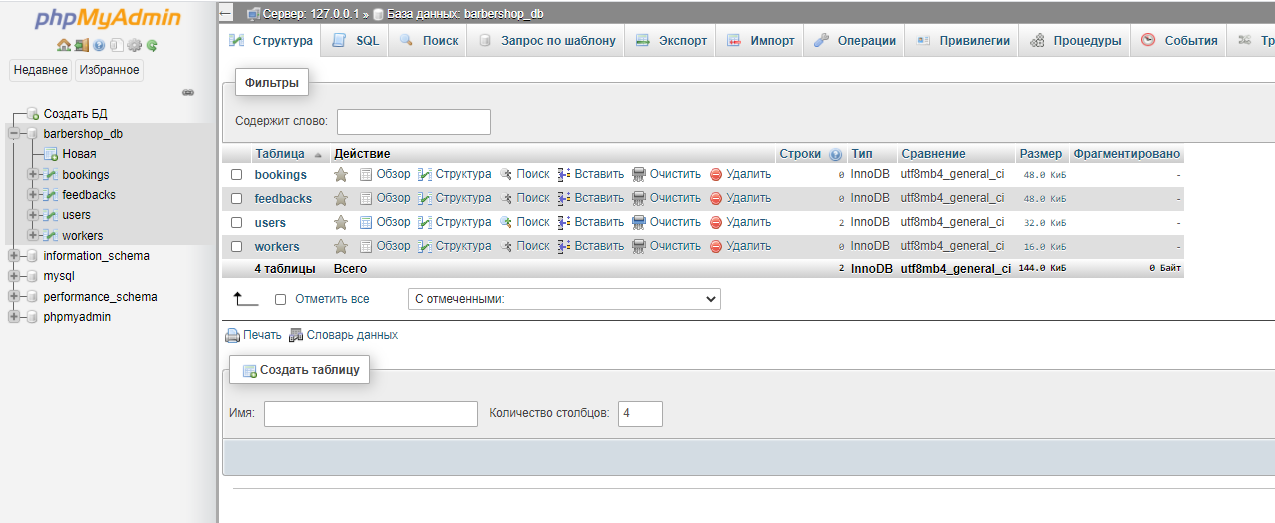 phpMyAdmin
Недавнее Избранное
Создать БД
barbershop_db
Новая
bookings
feedbacks
users
workers
information_schema
mysql
performance_schema
phpmyadmin
Сервер: 127.0.0.1 » База данных: barbershop_db
Структура SQL Поиск Запрос по шаблону Экспорт Импорт Операции Привилегии Процедуры События Тр
Фильтры
Содержит слово:
Таблица Действие Строки Тип Сравнение Размер Фрагментировано
bookings Обзор Структура Поиск Вставить Очистить Удалить 0 InnoDB utf8mb4_general_ci 48.0 КиБ -
feedbacks Обзор Структура Поиск Вставить Очистить Удалить 0 InnoDB utf8mb4_general_ci 48.0 КиБ -
users Обзор Структура Поиск Вставить Очистить Удалить 2 InnoDB utf8mb4_general_ci 32.0 КиБ -
workers Обзор Структура Поиск Вставить Очистить Удалить 0 InnoDB utf8mb4_general_ci 16.0 КиБ -
4 таблицы Всего 2 InnoDB utf8mb4_general_ci 144.0 КиБ 0 Байт
Отметить все С отмеченными:
Печать Словарь данных
Создать таблицу
Имя: Количество столбцов: 4